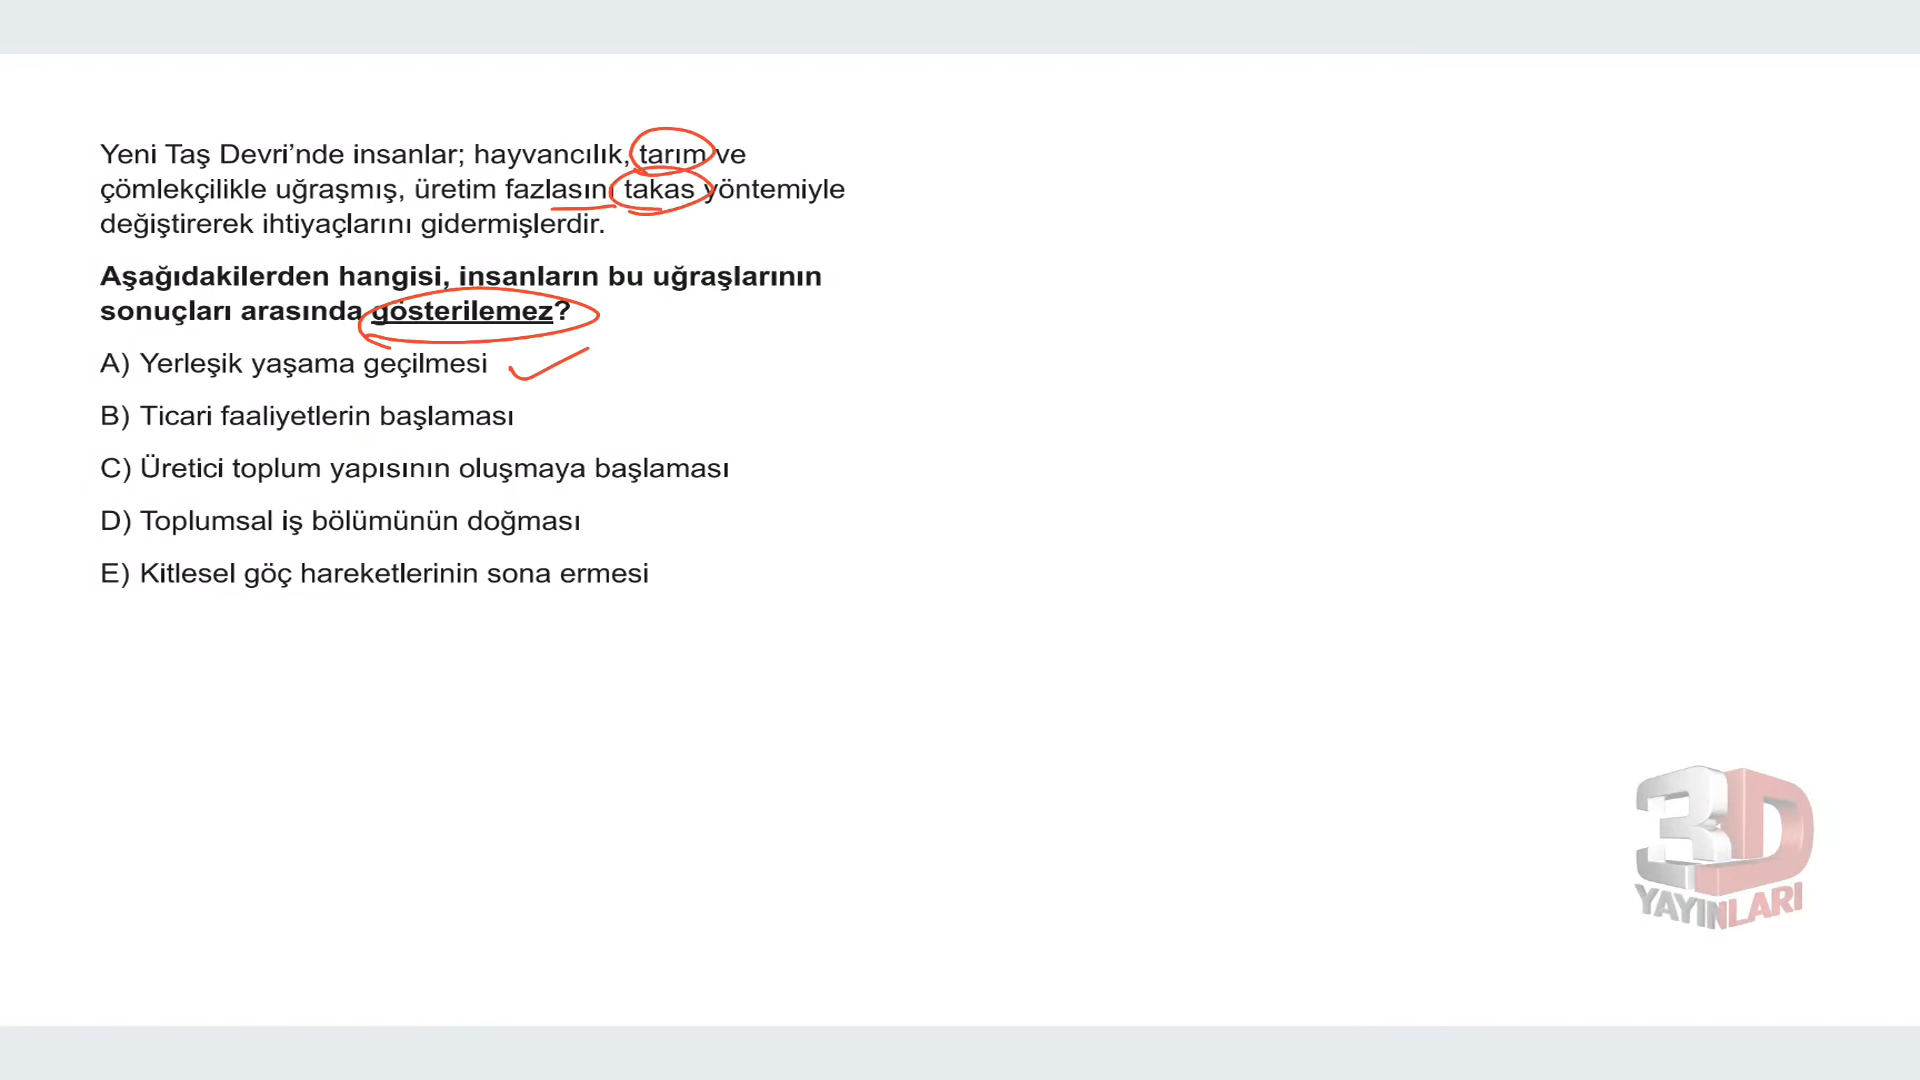 Yeni Taş Devri’nde insanlar; hayvancılık, tarım ve
çömlekçilikle uğraşmış, üretim fazlasını takas yöntemiyle
değiştirerek ihtiyaçlarını gidermişlerdir.
Aşağıdakilerden hangisi, insanların bu uğraşlarının
sonuçları arasında gösterilemez?
A) Yerleşik yaşama geçilmesi
B) Ticari faaliyetlerin başlaması
C) Üretici toplum yapısının oluşmaya başlaması
D) Toplumsal iş bölümünün doğması
E) Kitlesel göç hareketlerinin sona ermesi
3D
YAYINLARI